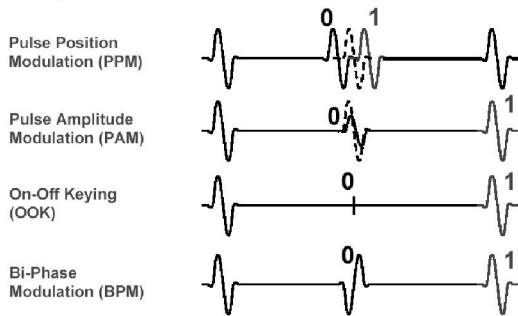 0 1
Pulse Position
Modulation (PPM)
Pulse Amplitude
Modulation (PAM)
0 1
On-Off Keying
(OOK)
0 1
Bi-Phase
Modulation (BPM)
0 1